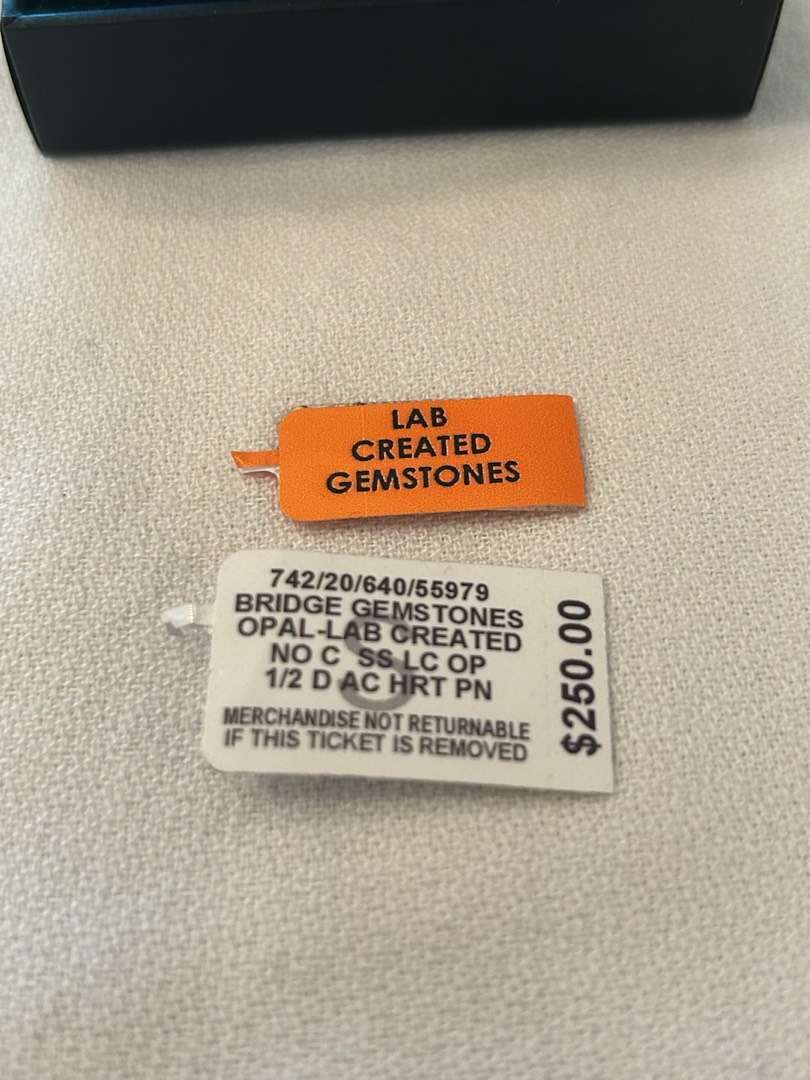 LAB
CREATED
GEMSTONES
742/20/640/55979
BRIDGE GEMSTONES
OPAL-LAB CREATED
NO C SS LC OP
1/2 D AC HRT PN
MERCHANDISE NOT RETURNABLE
IF THIS TICKET IS REMOVED
$250.00
S